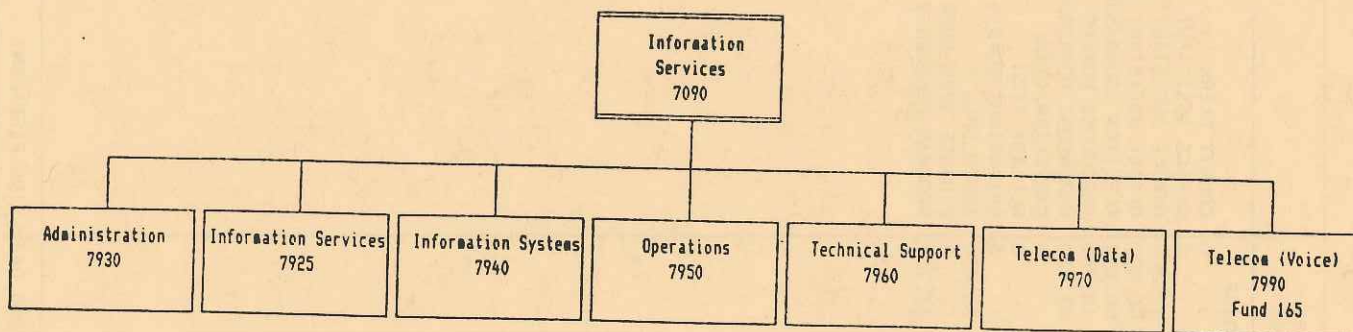 Information
Services
7090
Administration
7930
Information Services
7925
Information Systems
7940
Operations
7950
Technical Support
7960
Telecom (Data)
7970
Telecom (Voice)
7990
Fund 165